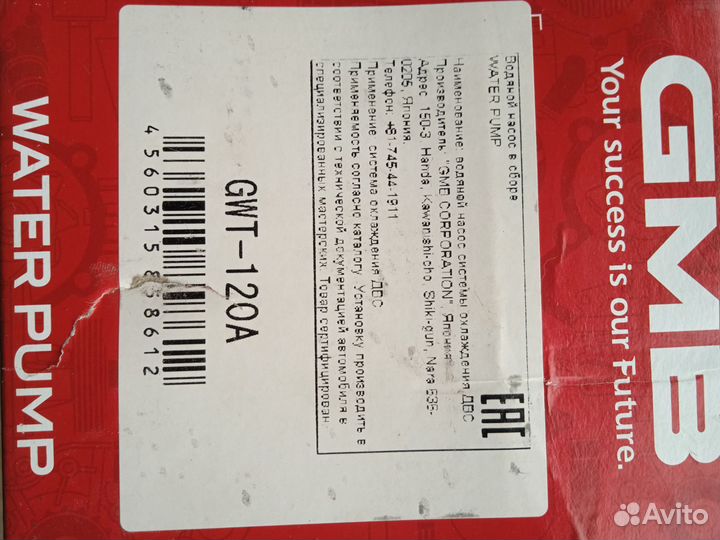 GMB
Your success is our Future.
Водяной насос в сборе
WATER PUMP
Наименование: водяной насос системы охлаждения ДВС
Производитель: "GMB CORPORATION", Япония
Адрес: 150-3 Handa, Kawanishi-cho, Shiki-gun, Nara 636-
0205, Япония.
Телефон: +81-745-44-1911
Применение система охлаждения ДВС
Применяемость согласно каталогу. Установку производить в
соответствии с технической документацией автомобиля в
специализированных мастерских. Товар сертифицирован.
EAC
GWT-120A
4 560315 858612
WATER PUMP
Avito